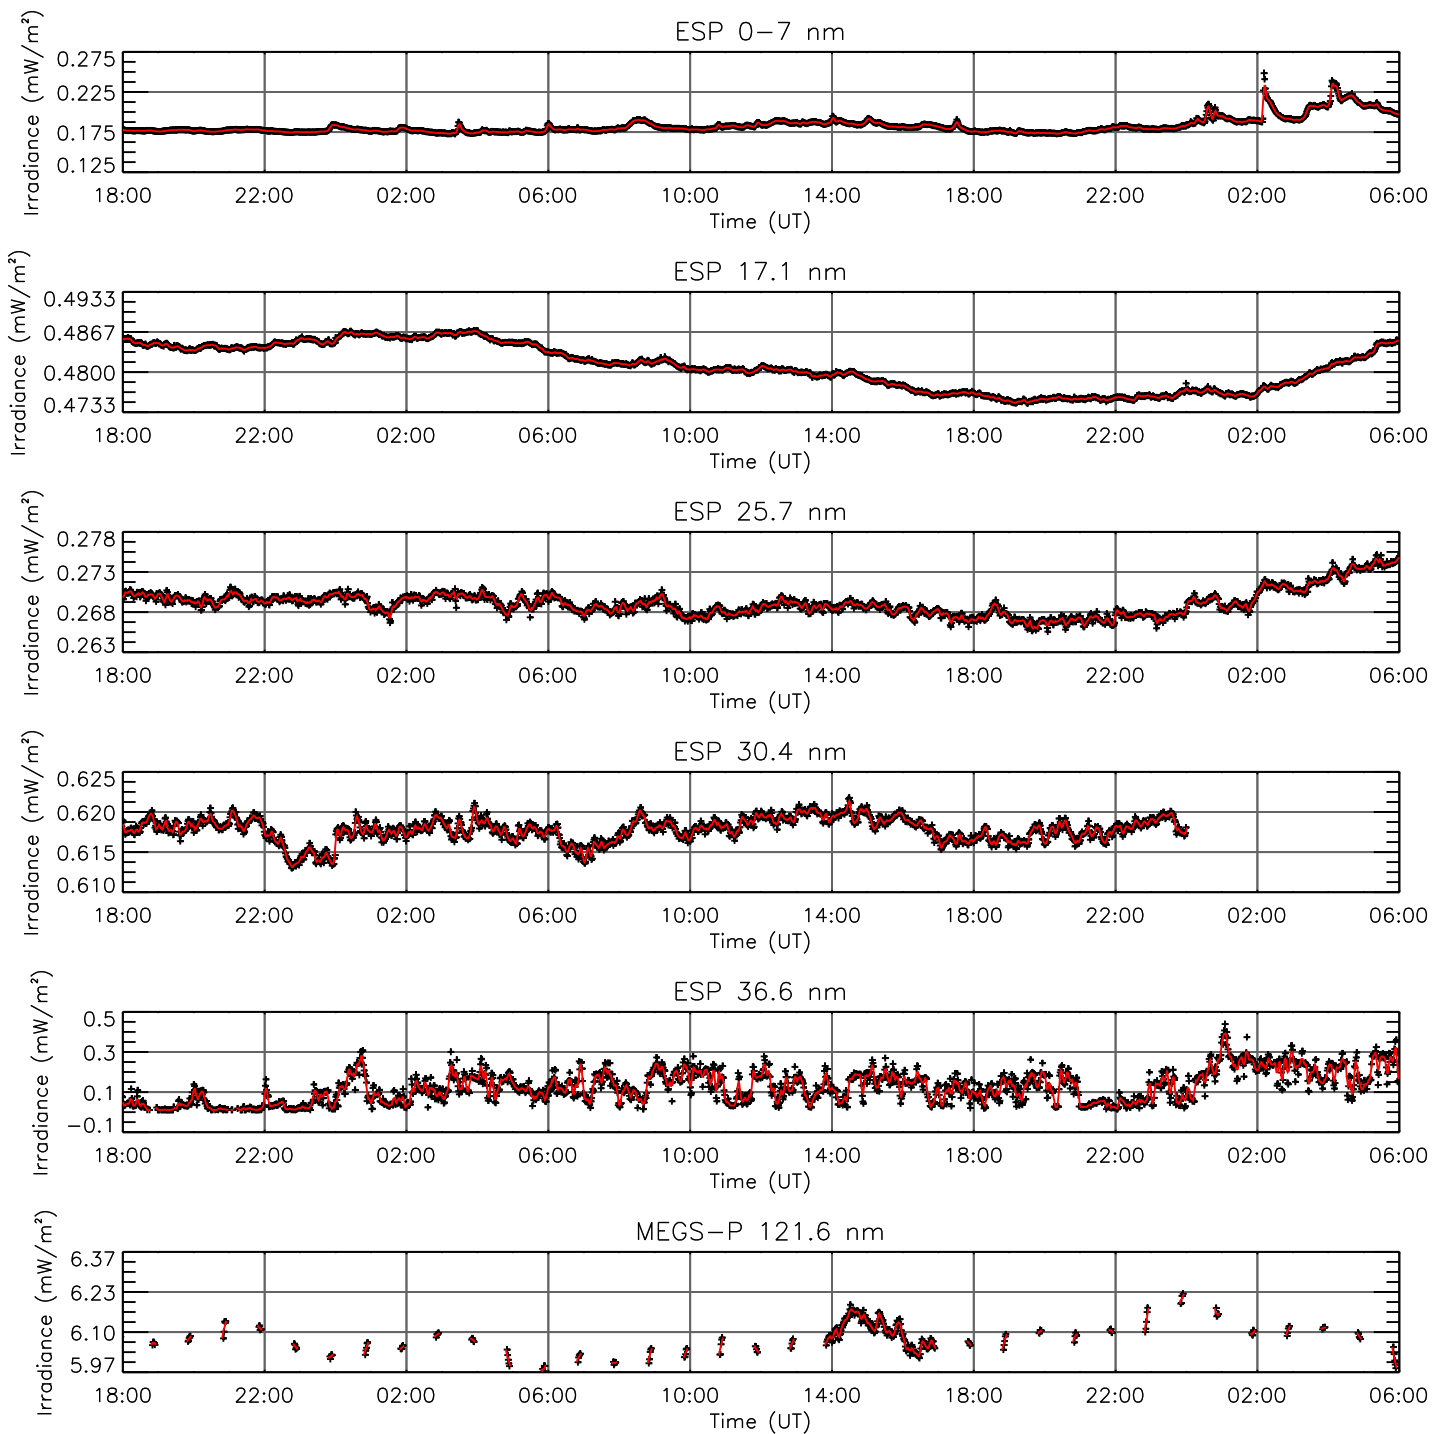 ESP 0−7 nm
Irradiance (mW/m²)
0.275
0.225
0.175
0.125
18:00 22:00 02:00 06:00 10:00 14:00 18:00 22:00 02:00 06:00
Time (UT)
ESP 17.1 nm
Irradiance (mW/m²)
0.4933
0.4867
0.4800
0.4733
18:00 22:00 02:00 06:00 10:00 14:00 18:00 22:00 02:00 06:00
Time (UT)
ESP 25.7 nm
Irradiance (mW/m²)
0.278
0.273
0.268
0.263
18:00 22:00 02:00 06:00 10:00 14:00 18:00 22:00 02:00 06:00
Time (UT)
ESP 30.4 nm
Irradiance (mW/m²)
0.625
0.620
0.615
0.610
18:00 22:00 02:00 06:00 10:00 14:00 18:00 22:00 02:00 06:00
Time (UT)
ESP 36.6 nm
Irradiance (mW/m²)
0.5
0.3
0.1
−0.1
18:00 22:00 02:00 06:00 10:00 14:00 18:00 22:00 02:00 06:00
Time (UT)
MEGS−P 121.6 nm
Irradiance (mW/m²)
6.37
6.23
6.10
5.97
18:00 22:00 02:00 06:00 10:00 14:00 18:00 22:00 02:00 06:00
Time (UT)